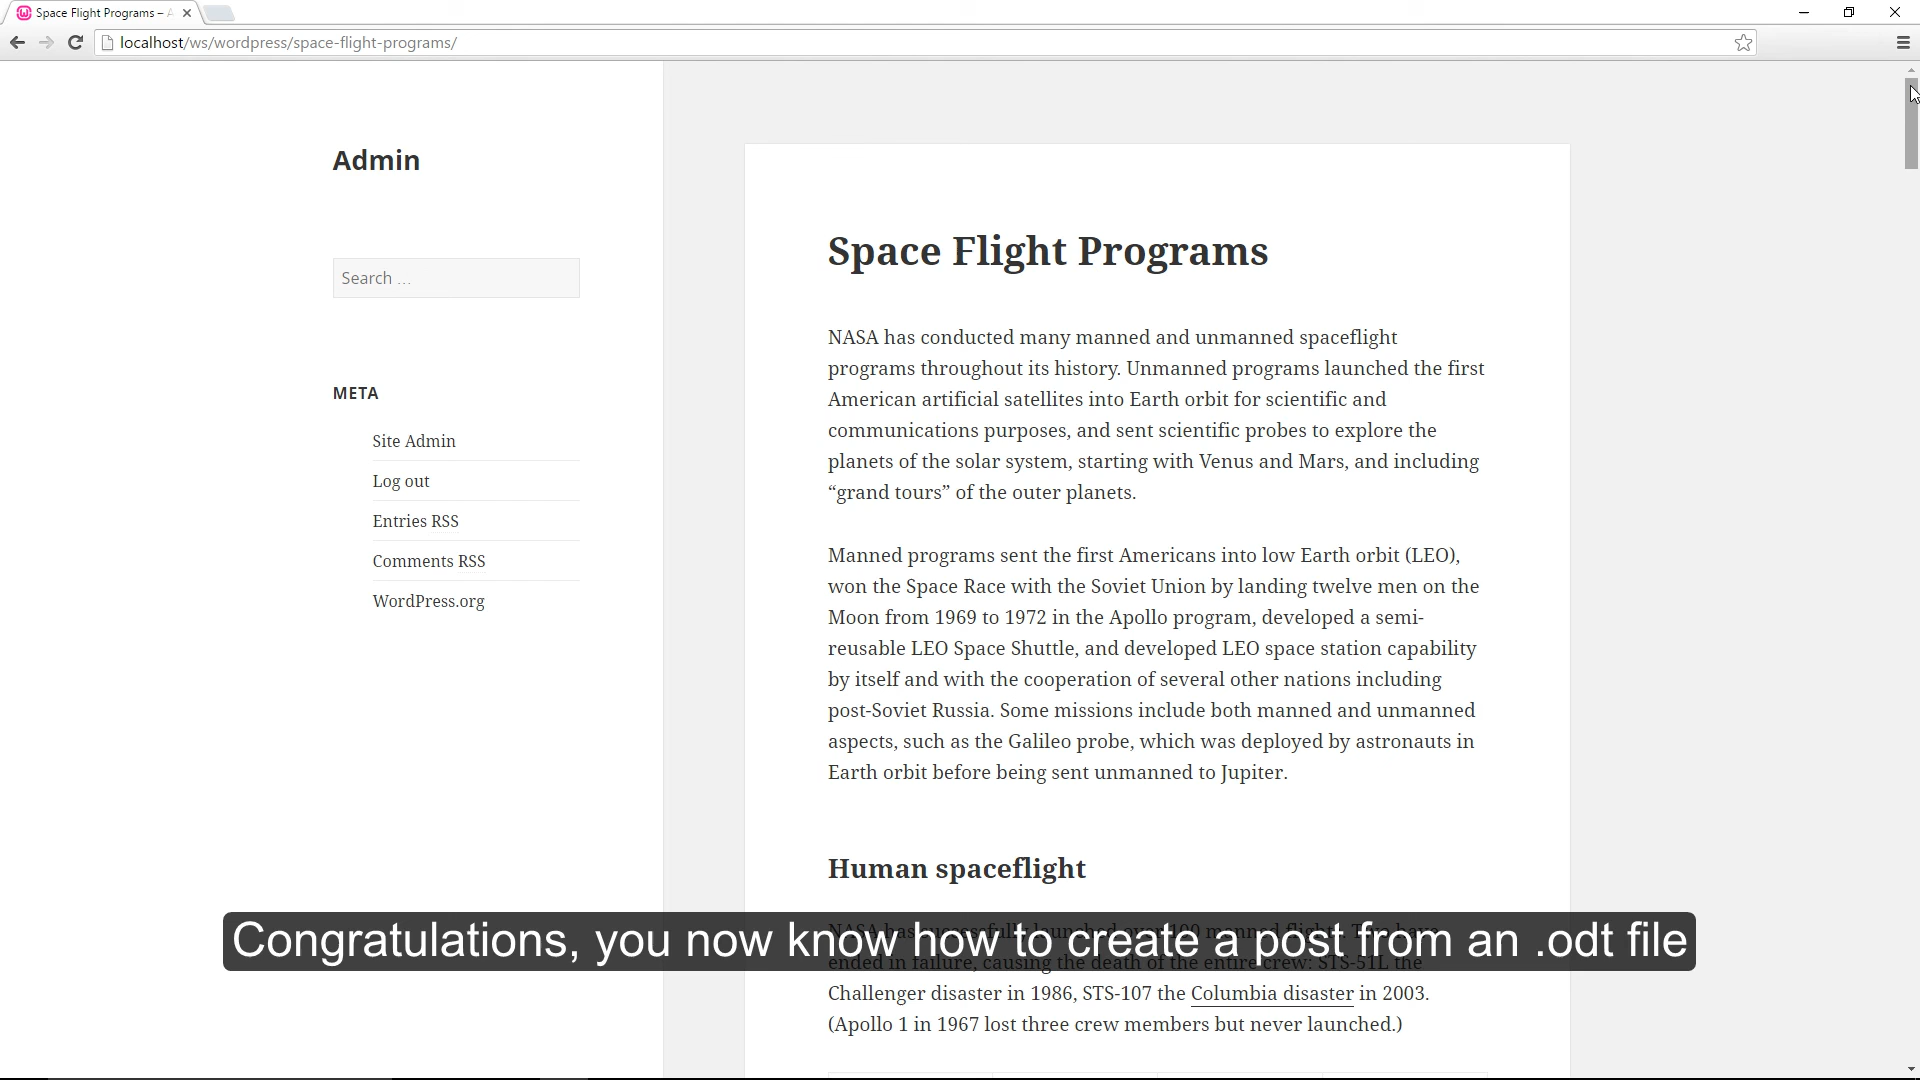 Space Flight Programs –
localhost/ws/wordpress/space-flight-programs/
Admin
Search …
META
Site Admin
Log out
Entries RSS
Comments RSS
WordPress.org
Space Flight Programs
NASA has conducted many manned and unmanned spaceflight
programs throughout its history. Unmanned programs launched the first
American artificial satellites into Earth orbit for scientific and
communications purposes, and sent scientific probes to explore the
planets of the solar system, starting with Venus and Mars, and including
“grand tours” of the outer planets.
Manned programs sent the first Americans into low Earth orbit (LEO),
won the Space Race with the Soviet Union by landing twelve men on the
Moon from 1969 to 1972 in the Apollo program, developed a semi-
reusable LEO Space Shuttle, and developed LEO space station capability
by itself and with the cooperation of several other nations including
post-Soviet Russia. Some missions include both manned and unmanned
aspects, such as the Galileo probe, which was deployed by astronauts in
Earth orbit before being sent unmanned to Jupiter.
Human spaceflight
NASA has successfully launched over 100 manned flights. Two have
ended in failure, causing the death of the entire crew: STS-51L the
Congratulations, you now know how to create a post from an .odt file
Challenger disaster in 1986, STS-107 the Columbia disaster in 2003.
(Apollo 1 in 1967 lost three crew members but never launched.)